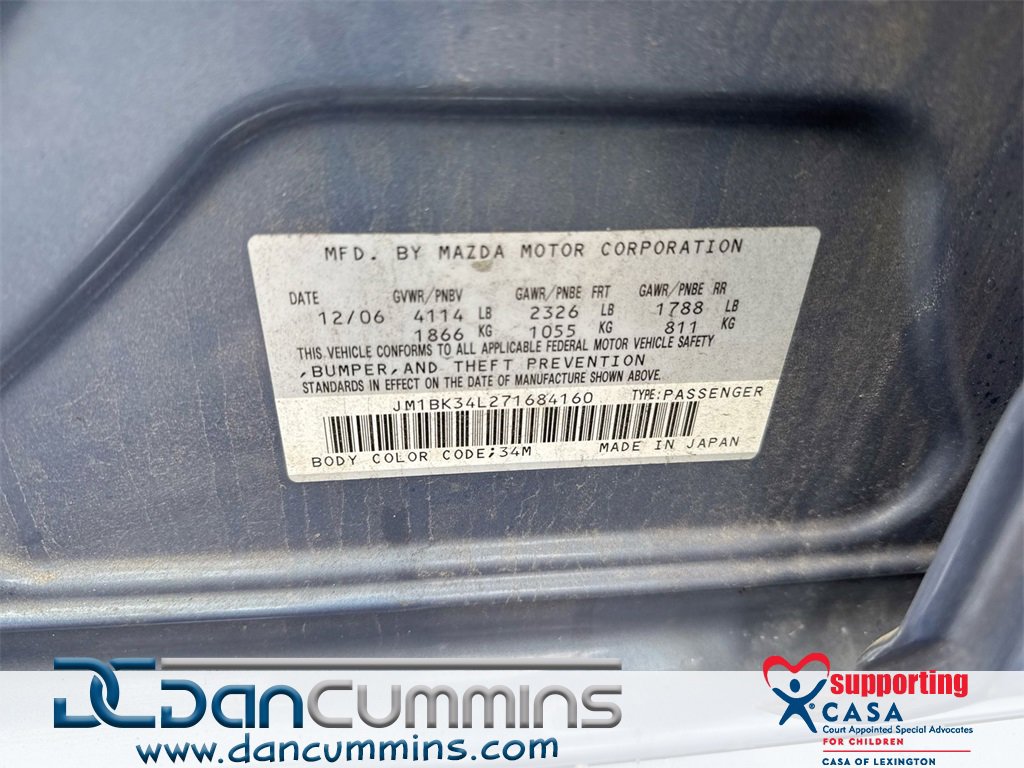 MFD. BY MAZDA MOTOR CORPORATION
DATE GVWR/PNBV GAWR/PNBE FRT GAWR/PNBE RR
12/06 4114 LB 2326 LB 1788 LB
1866 KG 1055 KG 811 KG
THIS VEHICLE CONFORMS TO ALL APPLICABLE FEDERAL MOTOR VEHICLE SAFETY
,BUMPER,AND THEFT PREVENTION
STANDARDS IN EFFECT ON THE DATE OF MANUFACTURE SHOWN ABOVE.
JM1BK34L271684160 TYPE:PASSENGER
BODY COLOR CODE;34M MADE IN JAPAN
DC DanCummins
www.dancummins.com
supporting
CASA
Court Appointed Special Advocates
FOR CHILDREN
CASA OF LEXINGTON